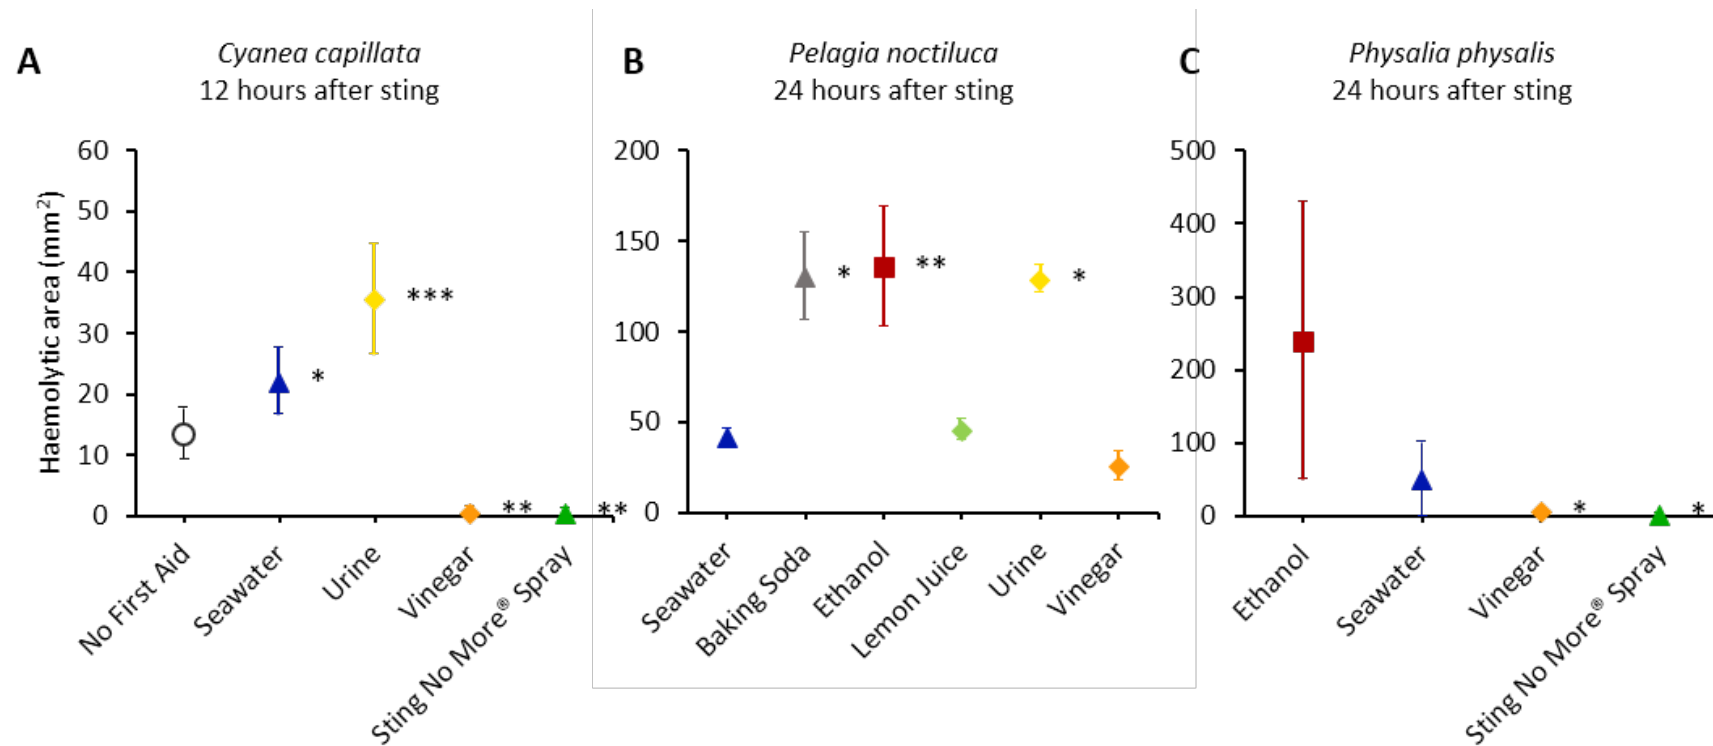 A
Cyanea capillata
12 hours after sting
Haemolytic area (mm²)
60
50
40
30
20
10
0
*
***
**
**
No First Aid
Seawater
Urine
Vinegar
Sting No More® Spray
B
Pelagia noctiluca
24 hours after sting
200
150
100
50
0
*
**
*
Seawater
Baking Soda
Ethanol
Lemon Juice
Urine
Vinegar
C
Physalia physalis
24 hours after sting
500
400
300
200
100
0
*
*
Ethanol
Seawater
Vinegar
Sting No More® Spray